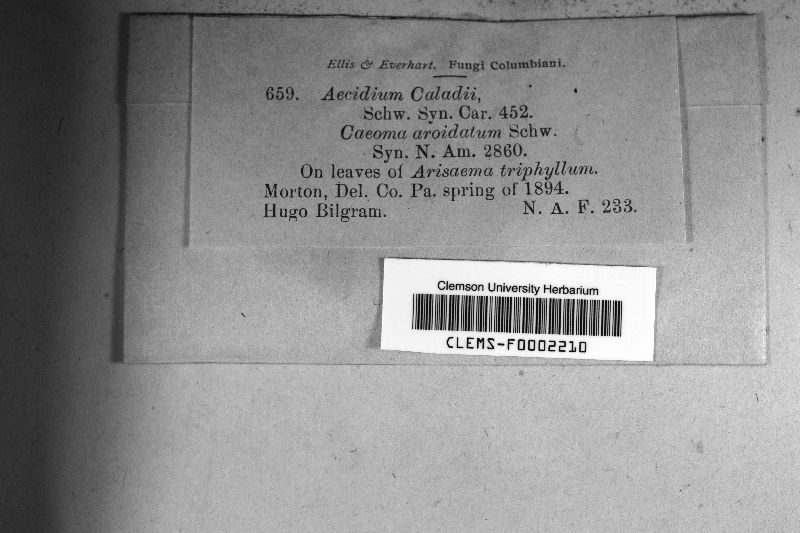 Ellis & Everhart. Fungi Columbiani.
659. Aecidium Caladii,
Schw. Syn. Car. 452.
Caeoma aroidatum Schw.
Syn. N. Am. 2860.
On leaves of Arisaema triphyllum.
Morton, Del. Co. Pa. spring of 1894.
Hugo Bilgram. N. A. F. 233.
Clemson University Herbarium
CLEMS-F0002210